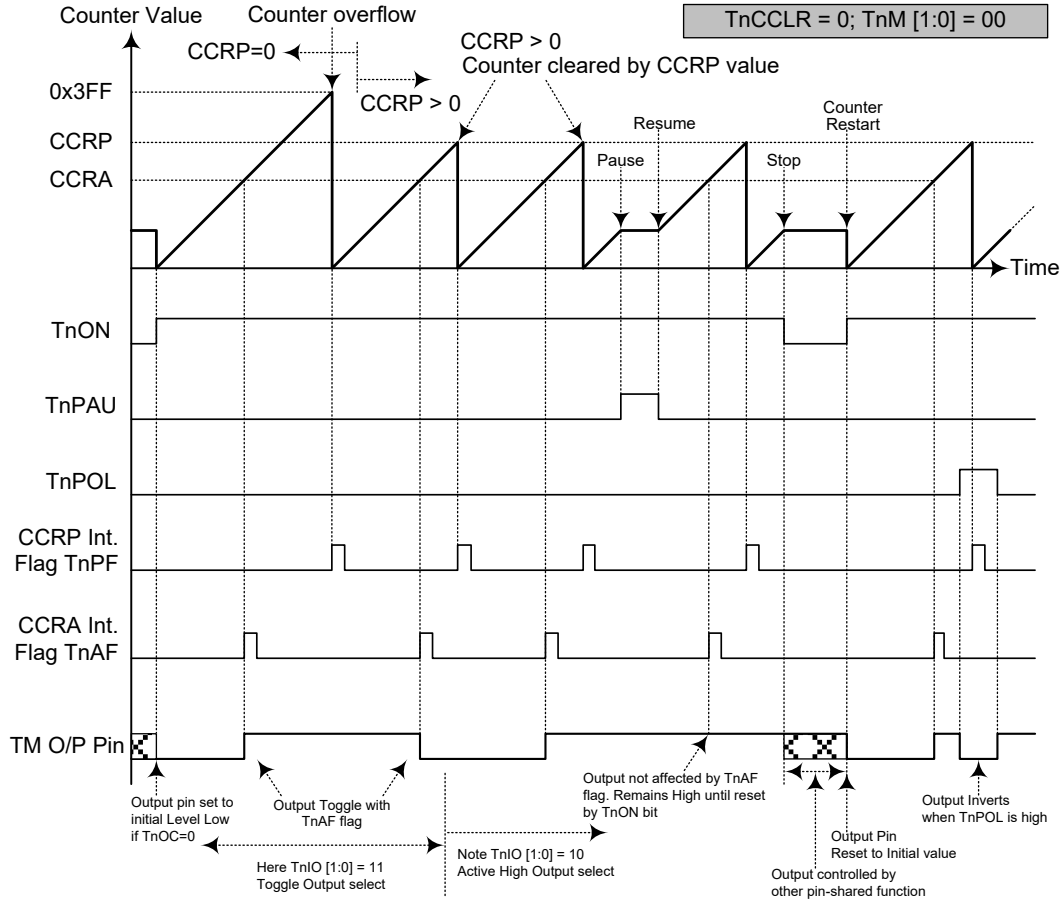 Counter Value
Counter overflow
TnCCLR = 0; TnM [1:0] = 00
CCRP=0
CCRP > 0
CCRP > 0
Counter cleared by CCRP value
0x3FF
CCRP
CCRA
Pause
Resume
Stop
Counter
Restart
Time
TnON
TnPAU
TnPOL
CCRP Int.
Flag TnPF
CCRA Int.
Flag TnAF
TM O/P Pin
Output pin set to
initial Level Low
if TnOC=0
Output Toggle with
TnAF flag
Here TnIO [1:0] = 11
Toggle Output select
Note TnIO [1:0] = 10
Active High Output select
Output not affected by TnAF
flag. Remains High until reset
by TnON bit
Output controlled by
other pin-shared function
Output Pin
Reset to Initial value
Output Inverts
when TnPOL is high